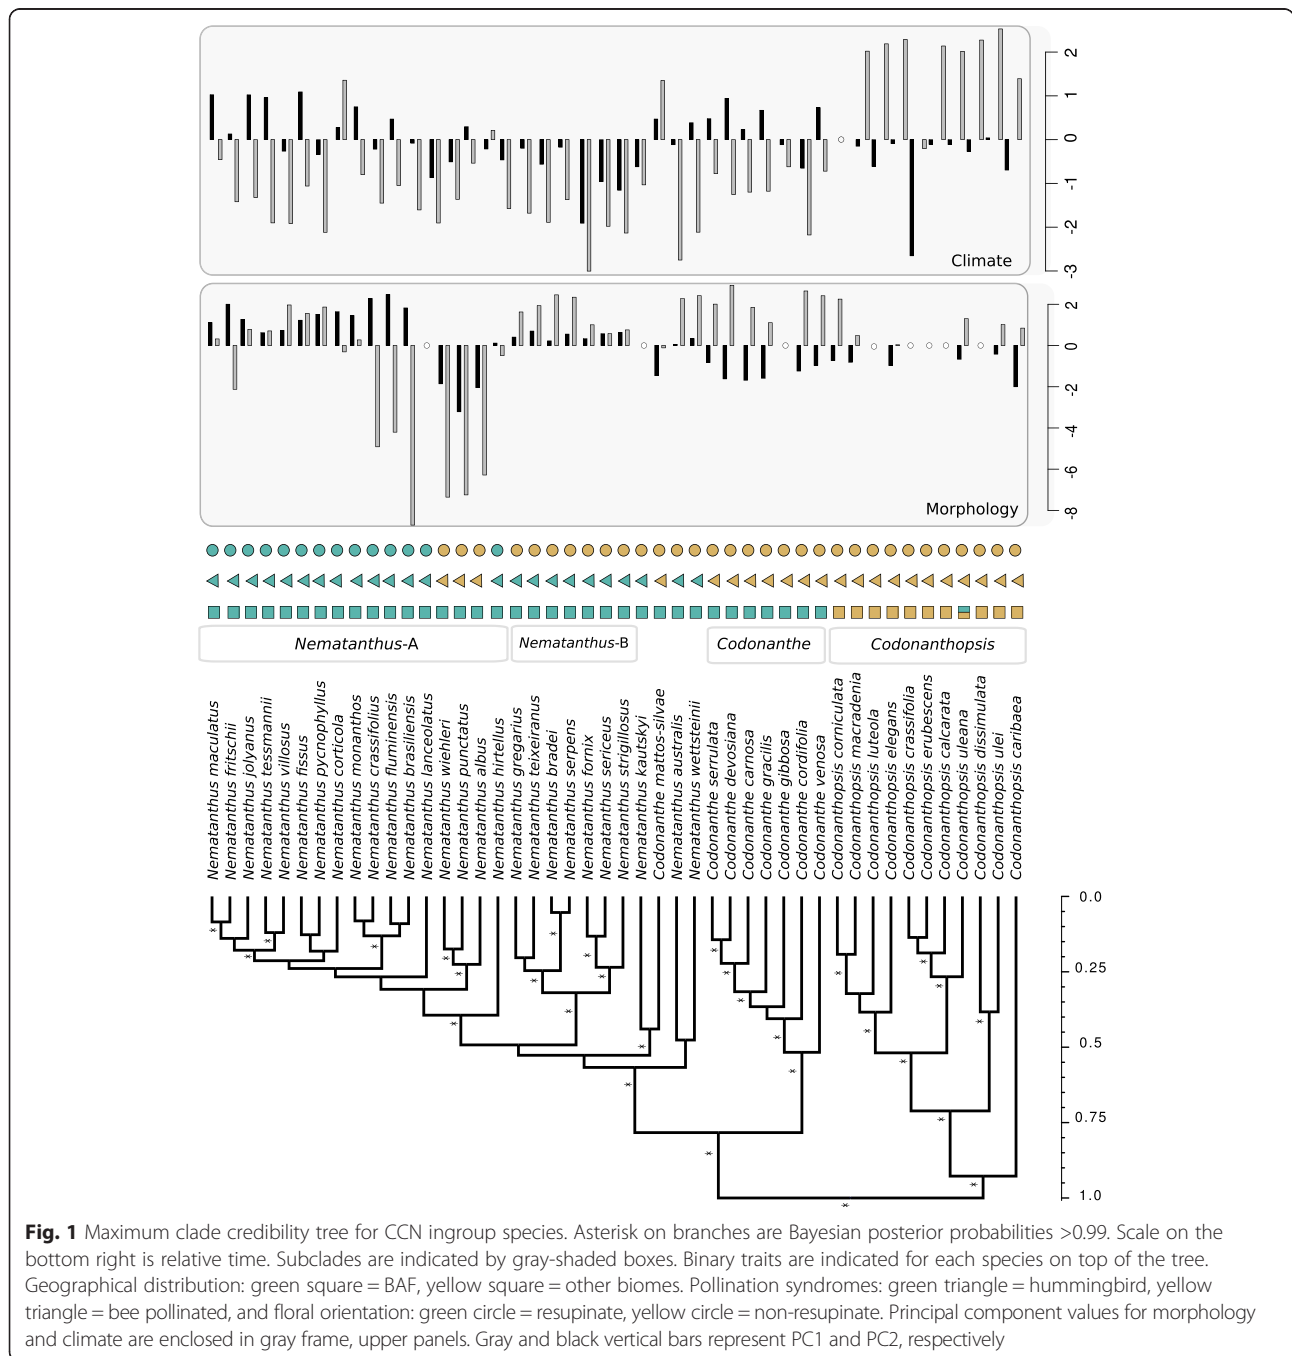 2
1
0
-1
-2
-3
Climate
2
0
-2
-4
-6
-8
Morphology
Nematanthus-A
Nematanthus-B
Codonanthe
Codonanthopsis
Nematanthus maculatus
Nematanthus fritschii
Nematanthus jolyanus
Nematanthus tessmannii
Nematanthus villosus
Nematanthus fissus
Nematanthus pycnophyllus
Nematanthus corticola
Nematanthus monanthos
Nematanthus crassifolius
Nematanthus fluminensis
Nematanthus brasiliensis
Nematanthus lanceolatus
Nematanthus wiehleri
Nematanthus punctatus
Nematanthus albus
Nematanthus hirtellus
Nematanthus gregarius
Nematanthus teixeiranus
Nematanthus bradei
Nematanthus serpens
Nematanthus fornix
Nematanthus sericeus
Nematanthus strigillosus
Nematanthus kautskyi
Codonanthe mattos-silvae
Nematanthus australis
Nematanthus wettsteinii
Codonanthe serrulata
Codonanthe devosiana
Codonanthe carnosa
Codonanthe gracilis
Codonanthe gibbosa
Codonanthe cordifolia
Codonanthe venosa
Codonanthopsis corniculata
Codonanthopsis macradenia
Codonanthopsis luteola
Codonanthopsis elegans
Codonanthopsis crassifolia
Codonanthopsis erubescens
Codonanthopsis calcarata
Codonanthopsis uleana
Codonanthopsis dissimulata
Codonanthopsis ulei
Codonanthopsis caribaea
0.0
0.25
0.5
0.75
1.0
Fig. 1 Maximum clade credibility tree for CCN ingroup species. Asterisk on branches are Bayesian posterior probabilities >0.99. Scale on the
bottom right is relative time. Subclades are indicated by gray-shaded boxes. Binary traits are indicated for each species on top of the tree.
Geographical distribution: green square = BAF, yellow square = other biomes. Pollination syndromes: green triangle = hummingbird, yellow
triangle = bee pollinated, and floral orientation: green circle = resupinate, yellow circle = non-resupinate. Principal component values for morphology
and climate are enclosed in gray frame, upper panels. Gray and black vertical bars represent PC1 and PC2, respectively